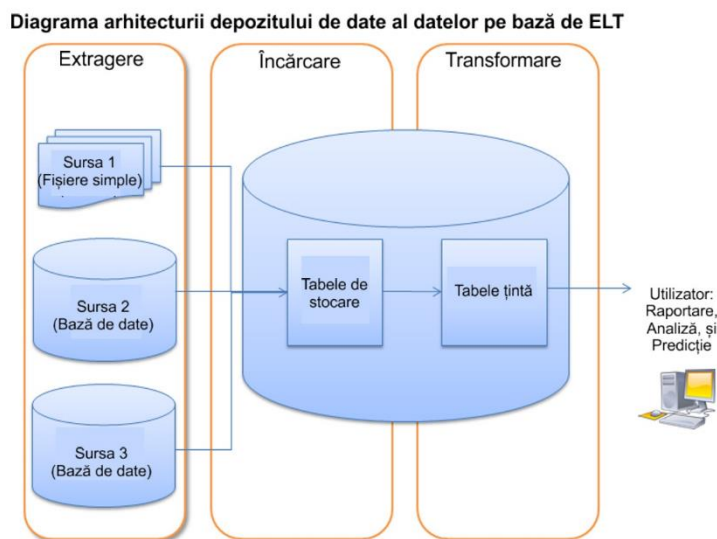 Diagrama arhitecturii depozitului de date al datelor pe bază de ELT
Extragere
Încărcare
Transformare
Sursa 1
(Fișiere simple)
Sursa 2
(Bază de date)
Sursa 3
(Bază de date)
Tabele de
stocare
Tabele țintă
Utilizator:
Raportare,
Analiză, și
Predicție